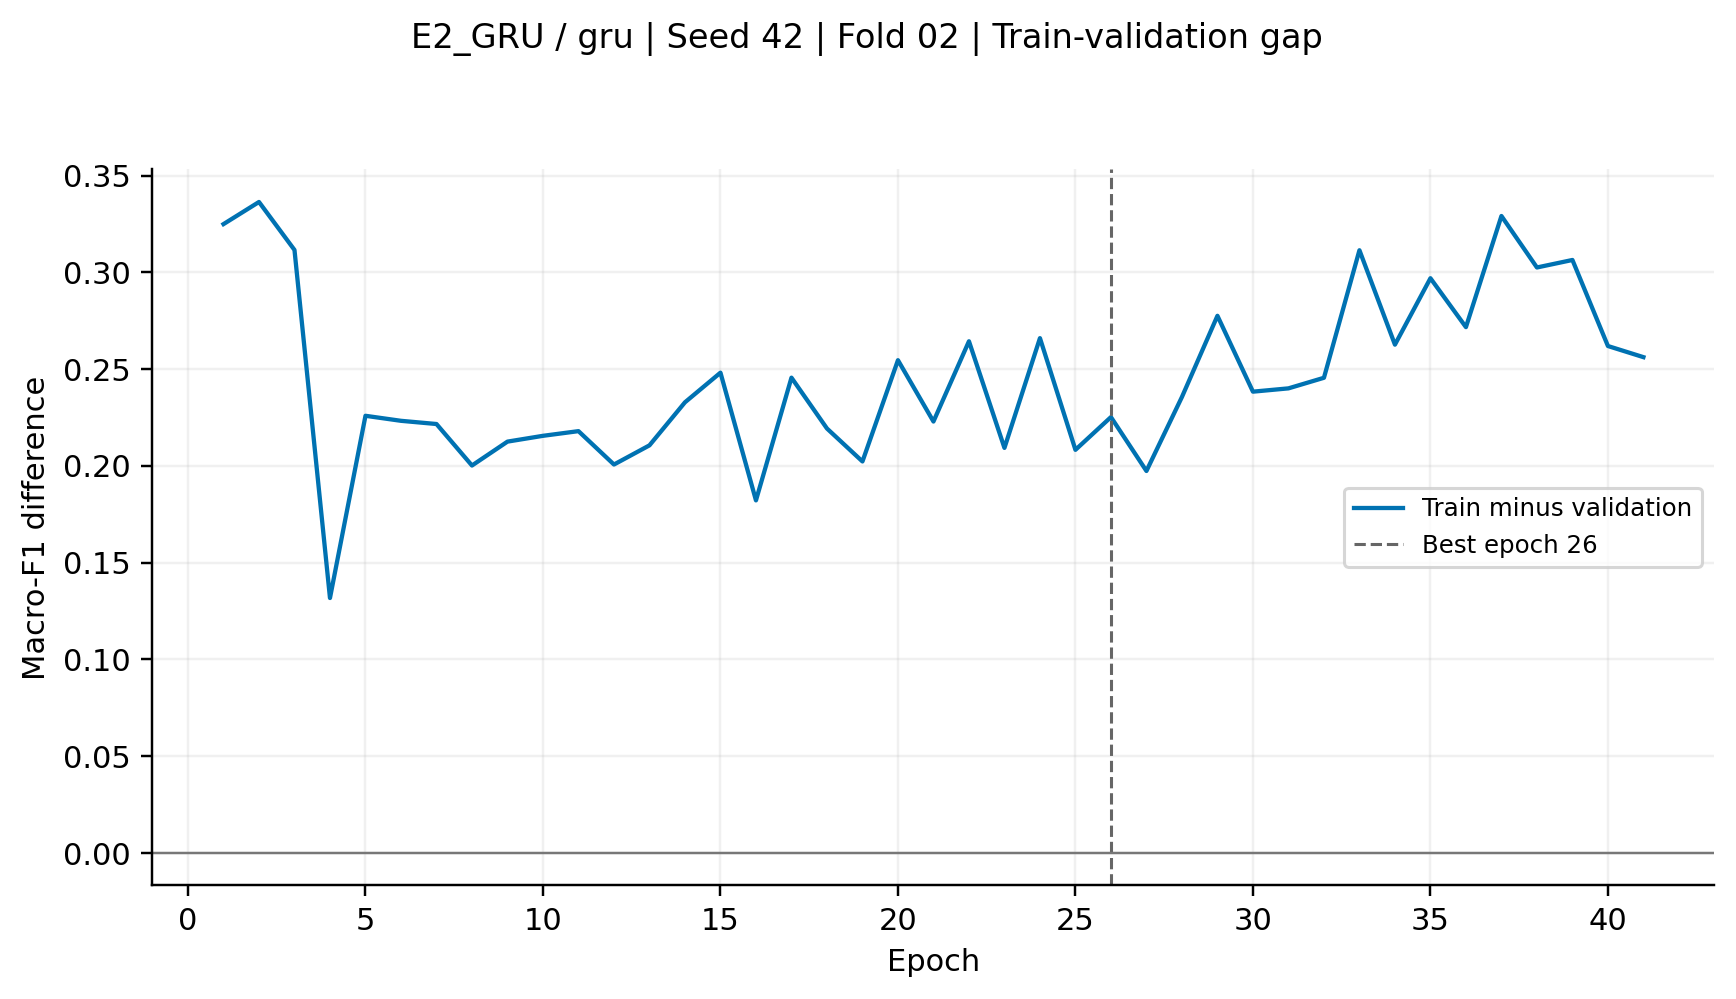 E2_GRU / gru | Seed 42 | Fold 02 | Train-validation gap
0.35
0.30
0.25
0.20
0.15
0.10
0.05
0.00
Macro-F1 difference
Train minus validation
Best epoch 26
0 5 10 15 20 25 30 35 40
Epoch